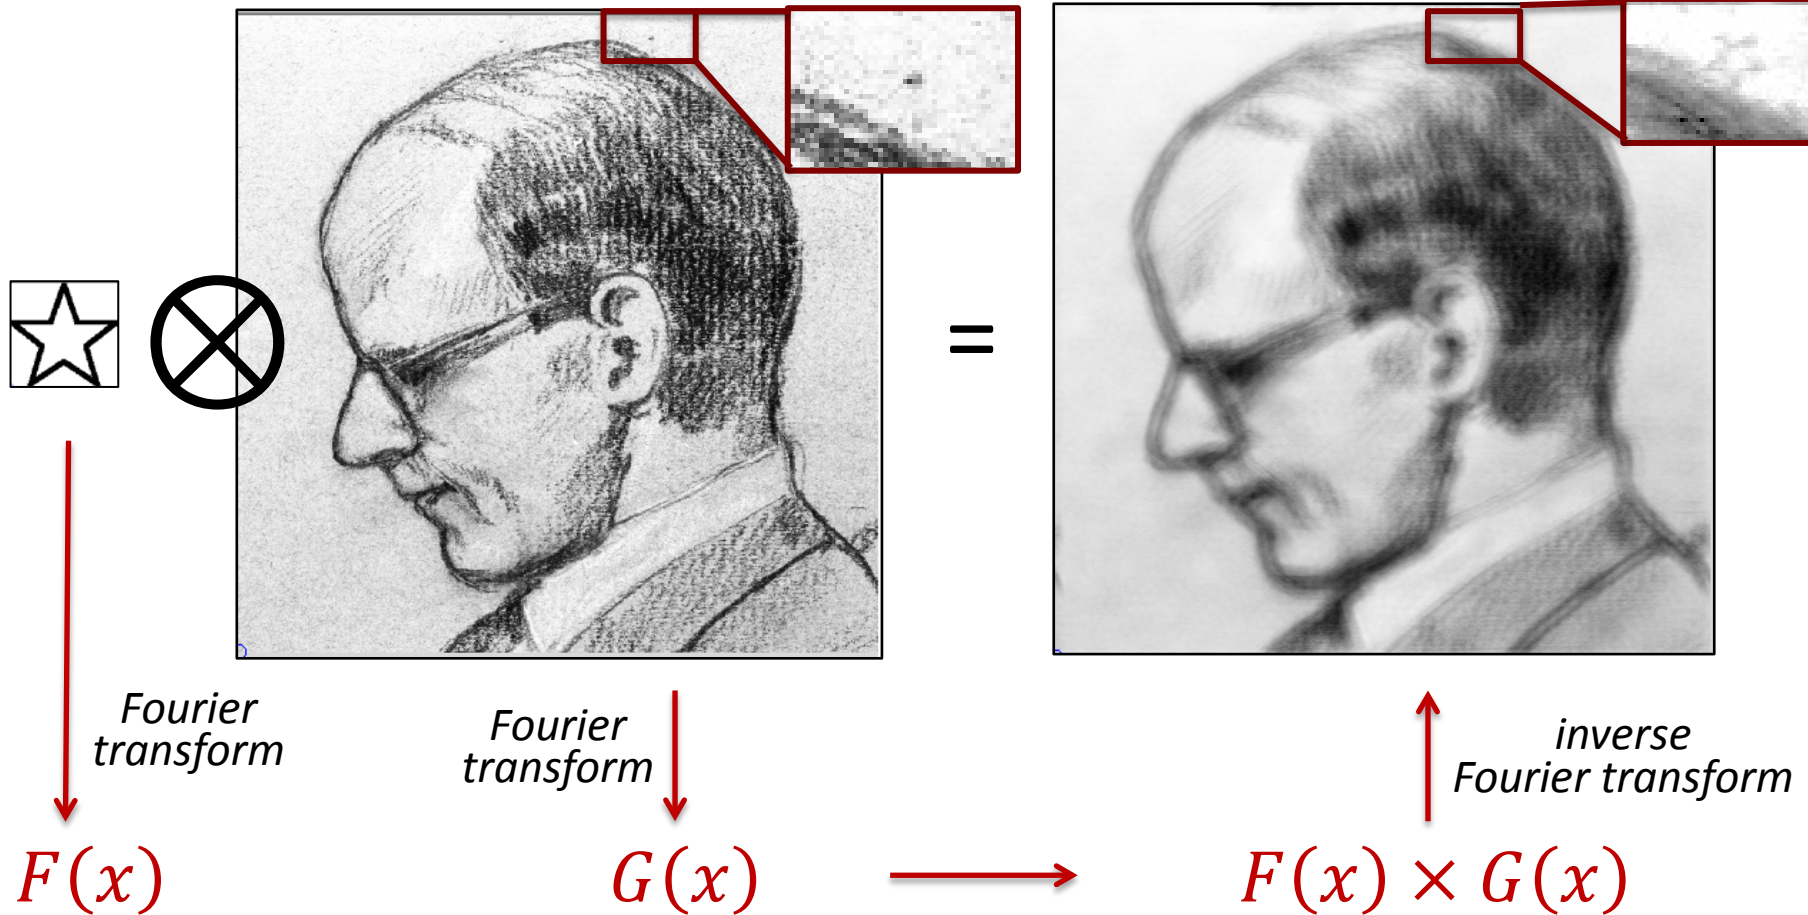 =
Fourier
transform
Fourier
transform
inverse
Fourier transform
F(x)
G(x)
F(x) × G(x)